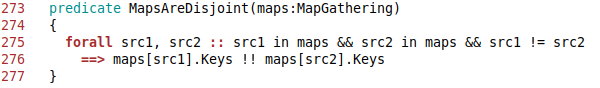 273 predicate MapsAreDisjoint(maps:MapGathering)
274 {
275 forall src1, src2 :: src1 in maps && src2 in maps && src1 != src2
276 ==> maps[src1].Keys !! maps[src2].Keys
277 }